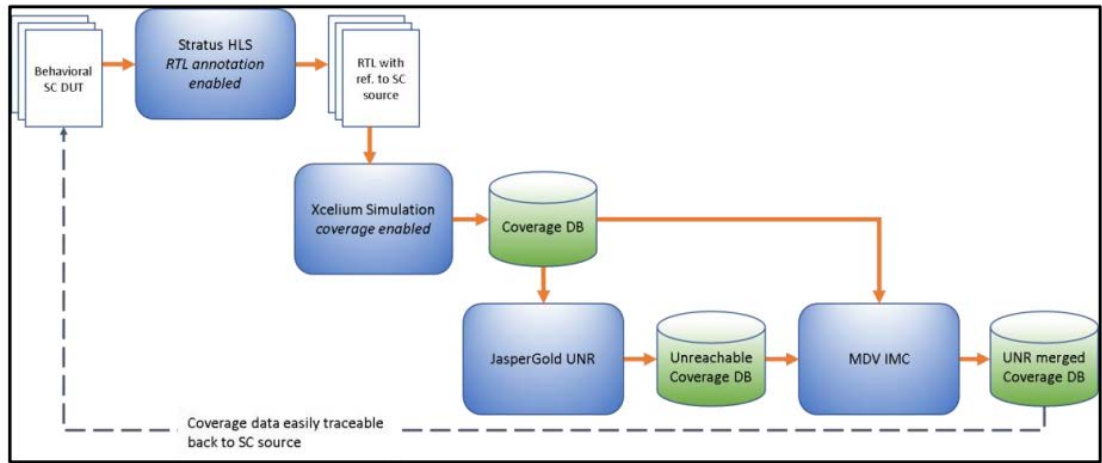 Behavioral
SC DUT
Stratus HLS
RTL annotation
enabled
RTL with
ref. to SC
source
Xcelium Simulation
coverage enabled
Coverage DB
JasperGold UNR
Unreachable
Coverage DB
MDV IMC
UNR merged
Coverage DB
Coverage data easily traceable
back to SC source